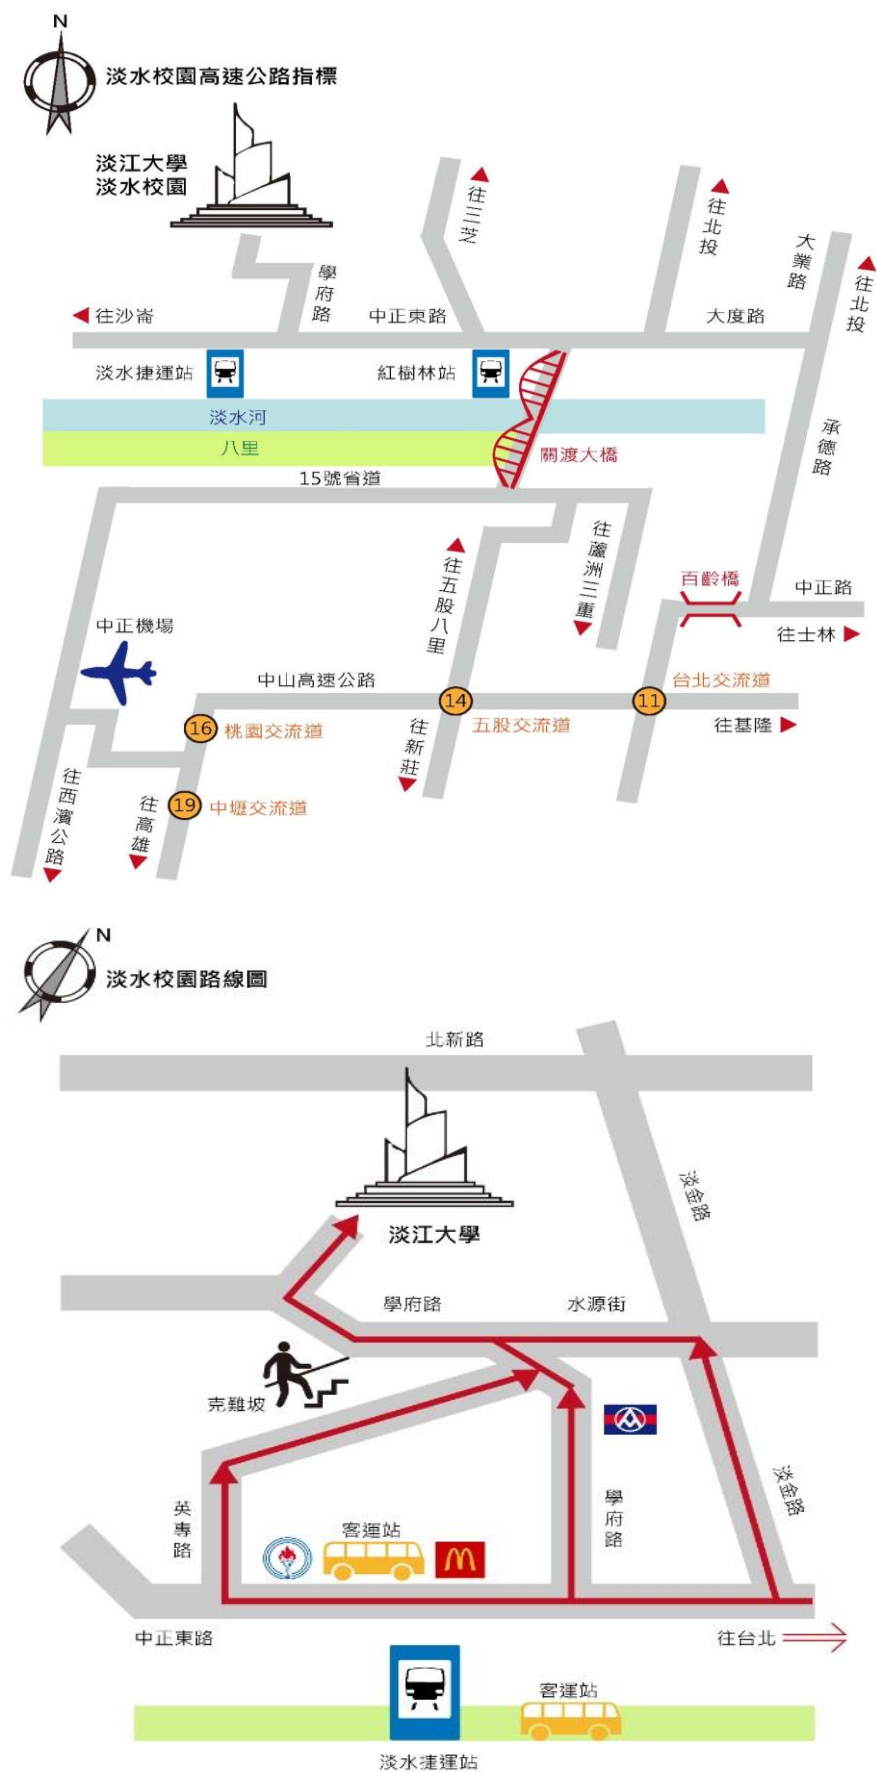 N
淡水校園高速公路指標
淡江大學
淡水校園
往三芝
往北投
大業路
往北投
學府路
往沙崙
中正東路
大度路
淡水捷運站
紅樹林站
淡水河
八里
關渡大橋
承德路
15號省道
往五股八里
往蘆洲三重
百齡橋
中正路
往士林
中正機場
中山高速公路
台北交流道
14
11
16
桃園交流道
往新莊
五股交流道
往基隆
往西濱公路
往高雄
19
中壢交流道
N
淡水校園路線圖
北新路
淡金路
淡江大學
學府路
水源街
克難坡
英專路
客運站
學府路
淡金路
中正東路
往台北
客運站
淡水捷運站